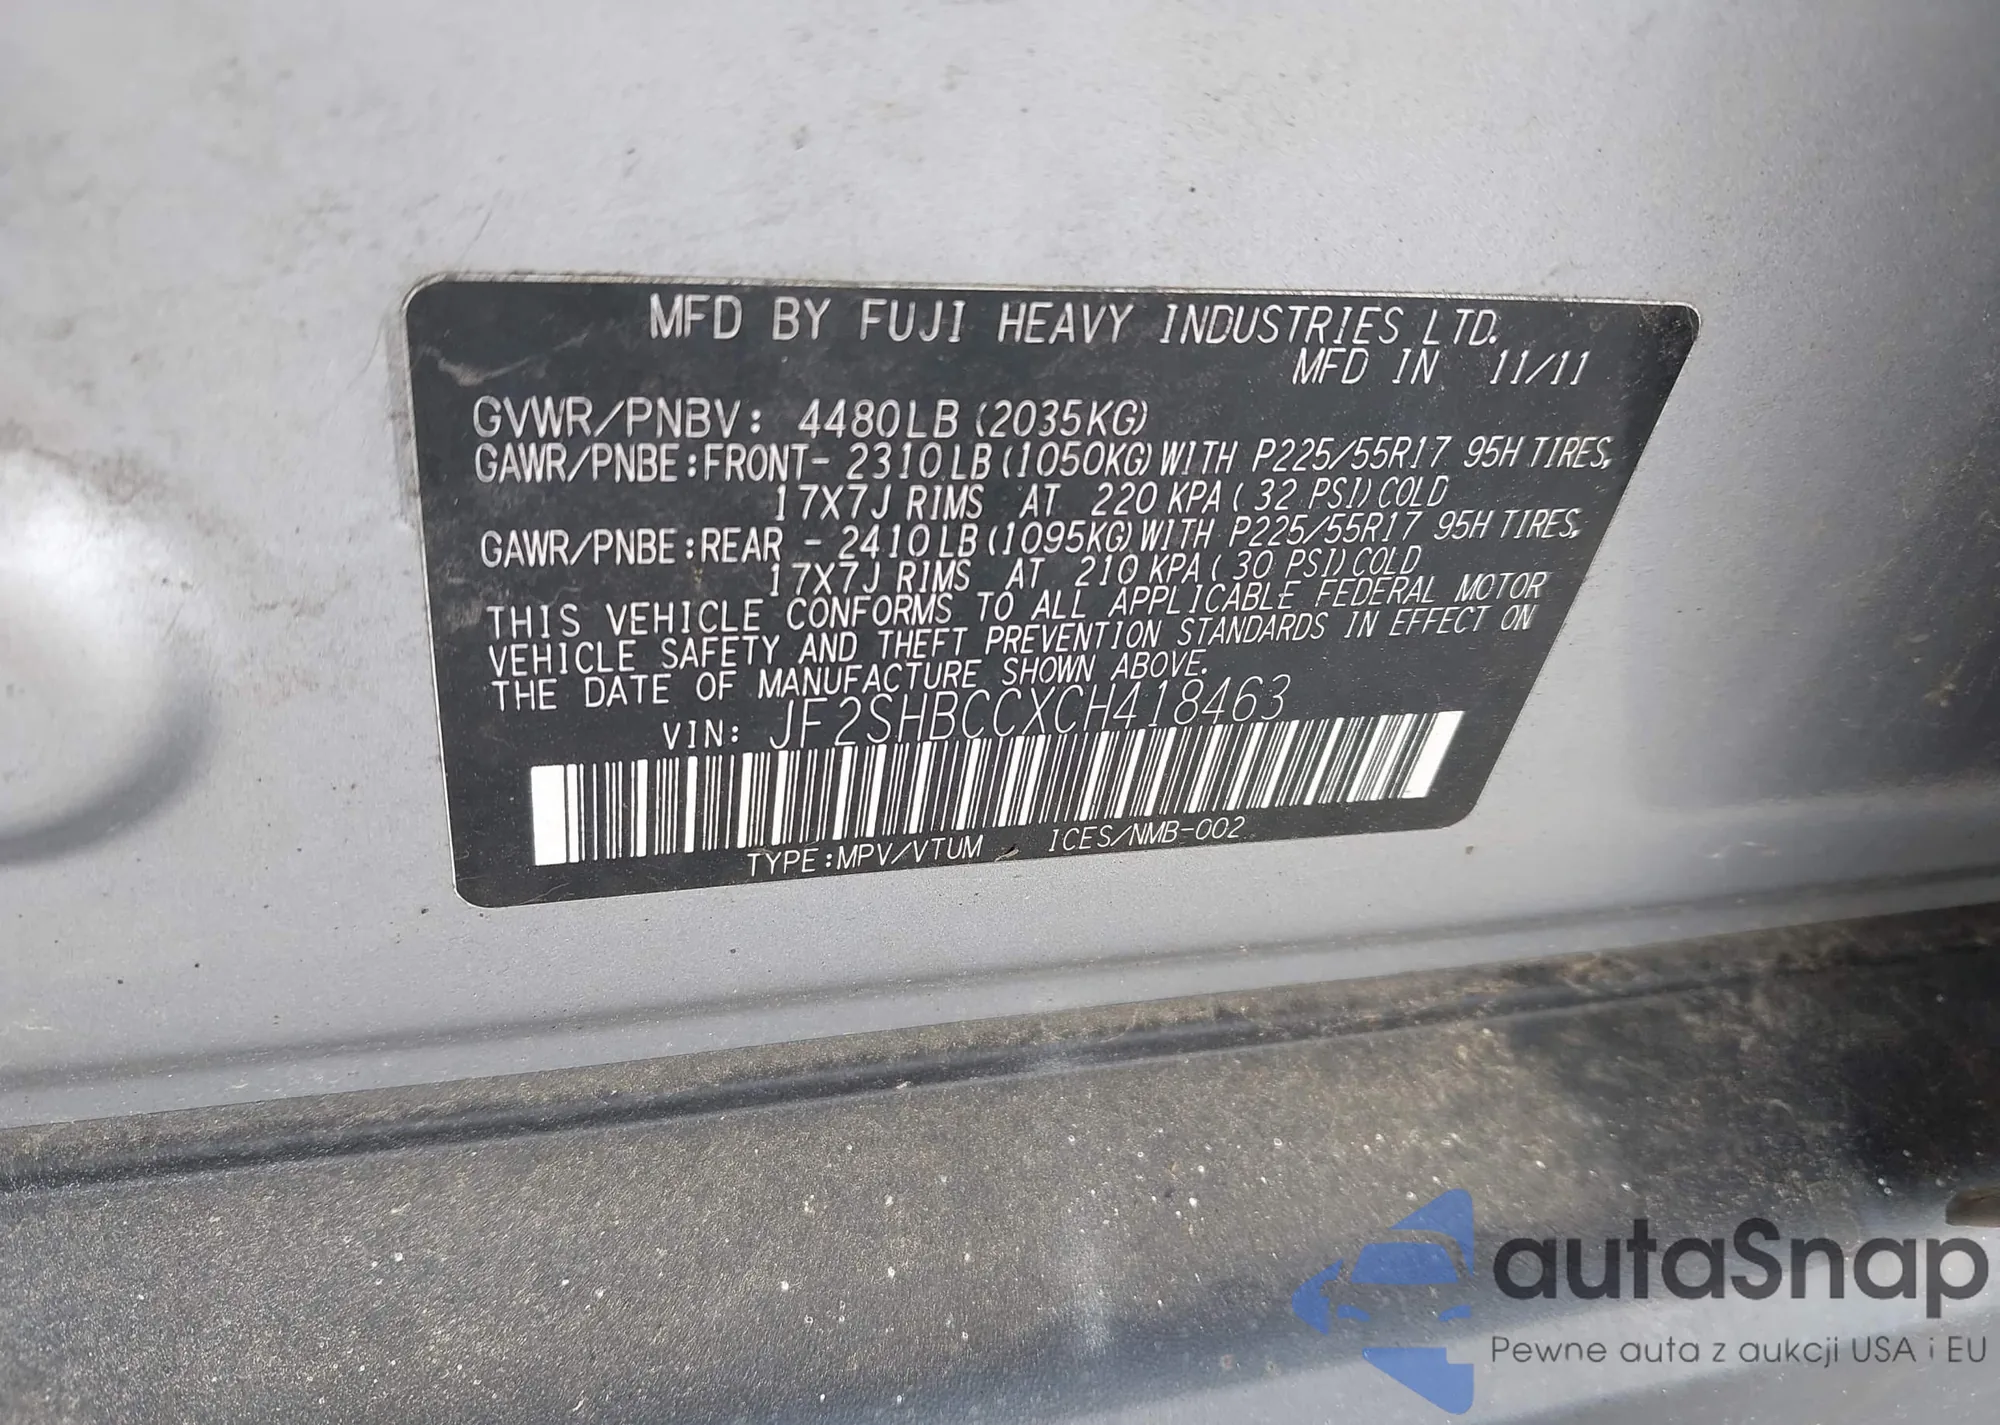 MFD BY FUJI HEAVY INDUSTRIES LTD.
MFD IN 11/11
GVWR/PNBV: 4480LB (2035KG)
GAWR/PNBE:FRONT- 2310LB (1050KG) WITH P225/55R17 95H TIRES,
17X7J RIMS AT 220 KPA ( 32 PSI) COLD
GAWR/PNBE:REAR - 2410LB (1095KG) WITH P225/55R17 95H TIRES,
17X7J RIMS AT 210 KPA ( 30 PSI) COLD
THIS VEHICLE CONFORMS TO ALL APPLICABLE FEDERAL MOTOR
VEHICLE SAFETY AND THEFT PREVENTION STANDARDS IN EFFECT ON
THE DATE OF MANUFACTURE SHOWN ABOVE.
VIN: JF2SHBCCXCH418463
TYPE:MPV/VTUM ICES/NMB-002
autaSnap
Pewne auta z aukcji USA i EU